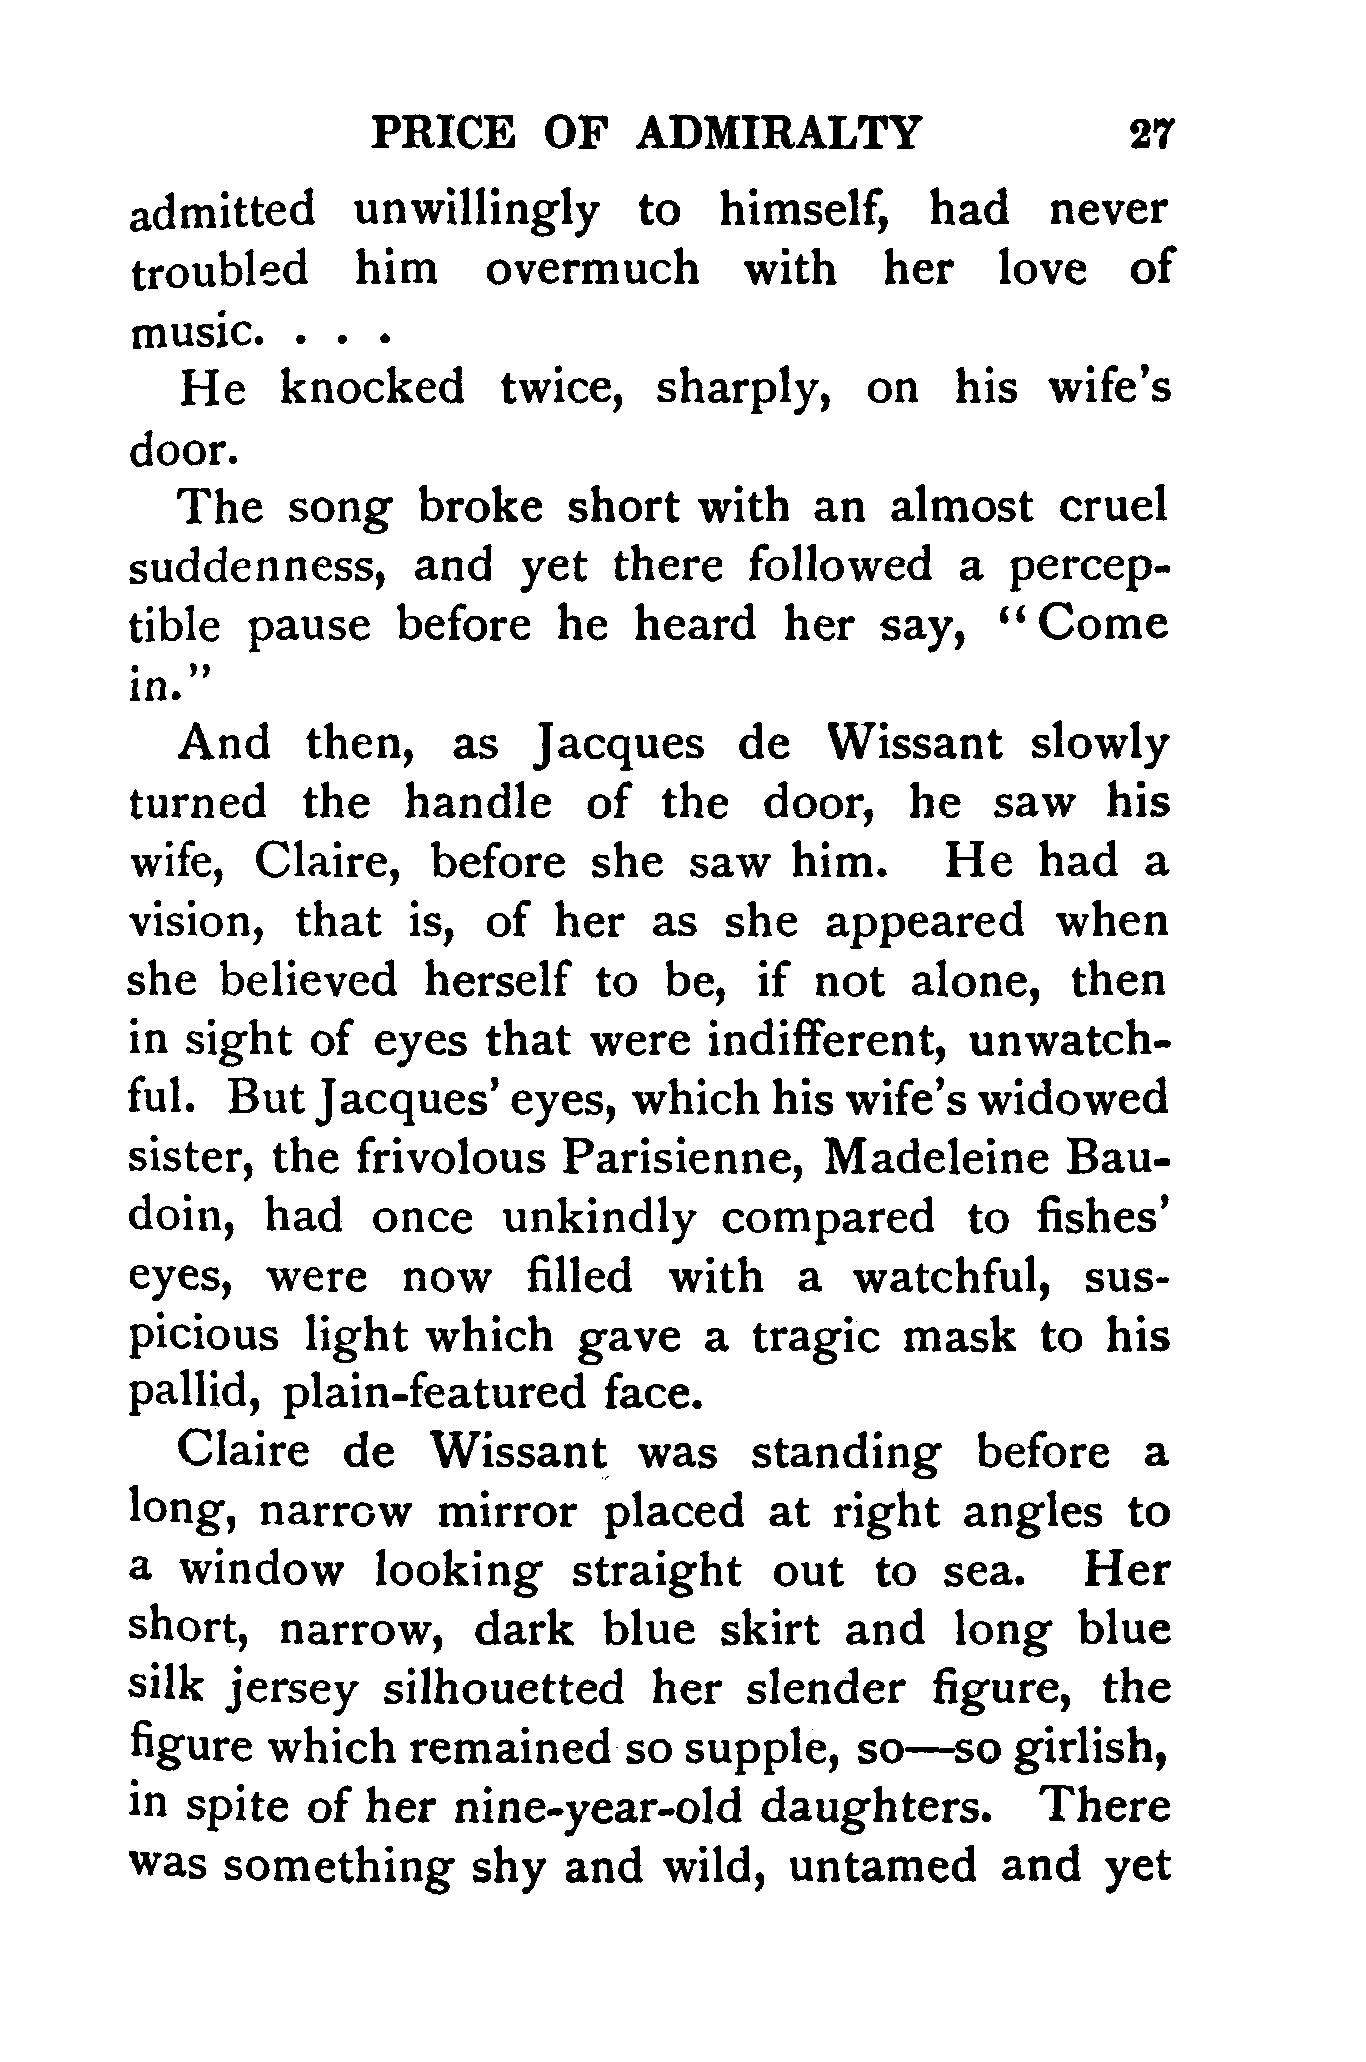 PRICE OF ADMIRALTY 27
admitted unwillingly to himself, had never
troubled him overmuch with her love of
music. . . .
He knocked twice, sharply, on his wife's
door.
The song broke short with an almost cruel
suddenness, and yet there followed a percep-
tible pause before he heard her say, “Come
in.”
And then, as Jacques de Wissant slowly
turned the handle of the door, he saw his
wife, Claire, before she saw him. He had a
vision, that is, of her as she appeared when
she believed herself to be, if not alone, then
in sight of eyes that were indifferent, unwatch-
ful. But Jacques' eyes, which his wife's widowed
sister, the frivolous Parisienne, Madeleine Bau-
doin, had once unkindly compared to fishes'
eyes, were now filled with a watchful, sus-
picious light which gave a tragic mask to his
pallid, plain-featured face.
Claire de Wissant was standing before a
long, narrow mirror placed at right angles to
a window looking straight out to sea. Her
short, narrow, dark blue skirt and long blue
silk jersey silhouetted her slender figure, the
figure which remained so supple, so—so girlish,
in spite of her nine-year-old daughters. There
was something shy and wild, untamed and yet